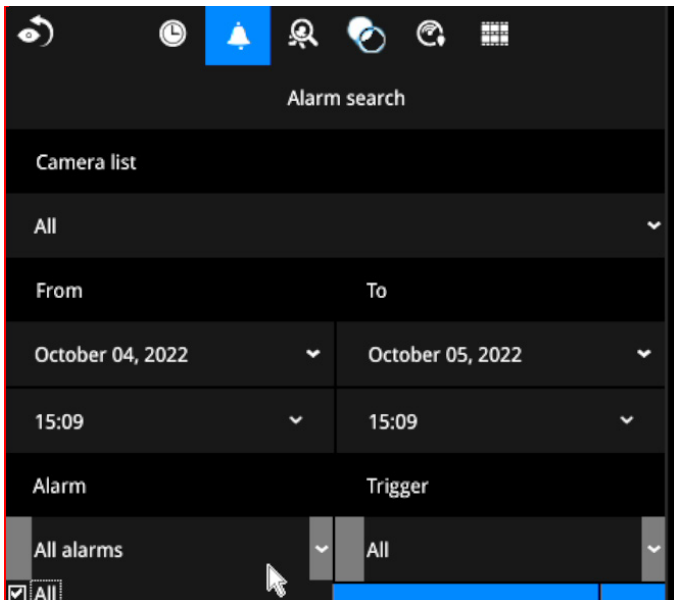 Alarm search
Camera list
All
From To
October 04, 2022 October 05, 2022
15:09 15:09
Alarm Trigger
All alarms All
All